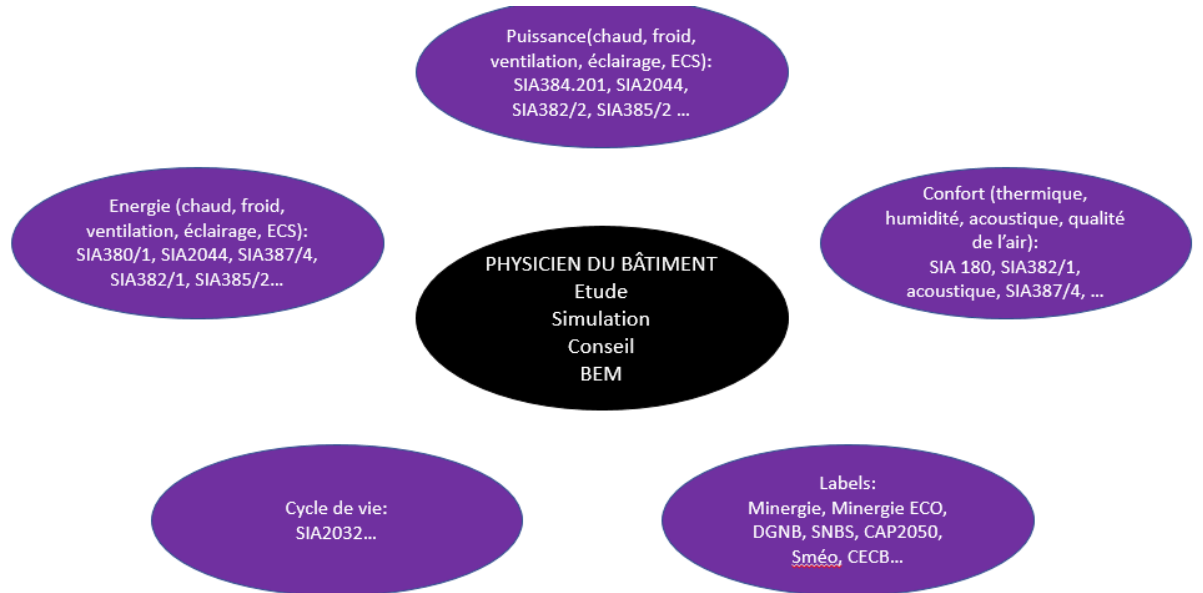 Puissance(chaud, froid,
ventilation, éclairage, ECS):
SIA384.201, SIA2044,
SIA382/2, SIA385/2 …
Energie (chaud, froid,
ventilation, éclairage, ECS):
SIA380/1, SIA2044, SIA387/4,
SIA382/1, SIA385/2…
Confort (thermique,
humidité, acoustique, qualité
de l’air):
SIA 180, SIA382/1,
acoustique, SIA387/4, …
PHYSICIEN DU BÂTIMENT
Etude
Simulation
Conseil
BEM
Cycle de vie:
SIA2032…
Labels:
Minergie, Minergie ECO,
DGNB, SNBS, CAP2050,
Sméo, CECB…